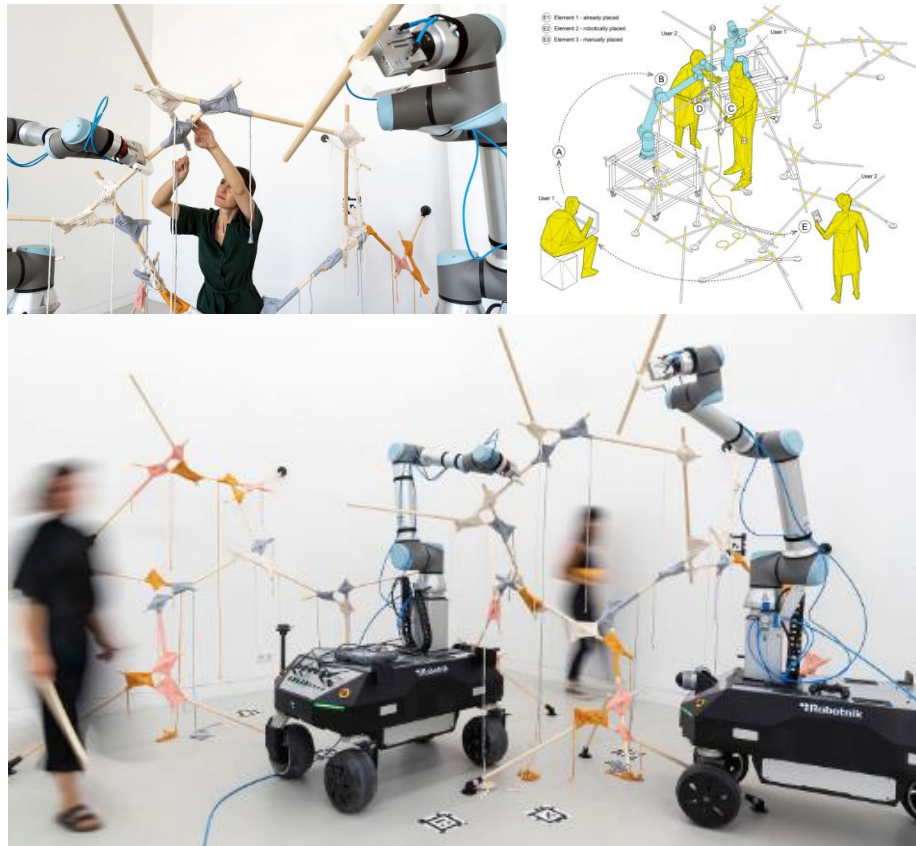 E1 Element 1 - already placed
E2 Element 2 - robotically placed
E3 Element 3 - manually placed
User 2
User 1
B
D
C
A
User 1
User 2
E
Robotnik
Robotnik